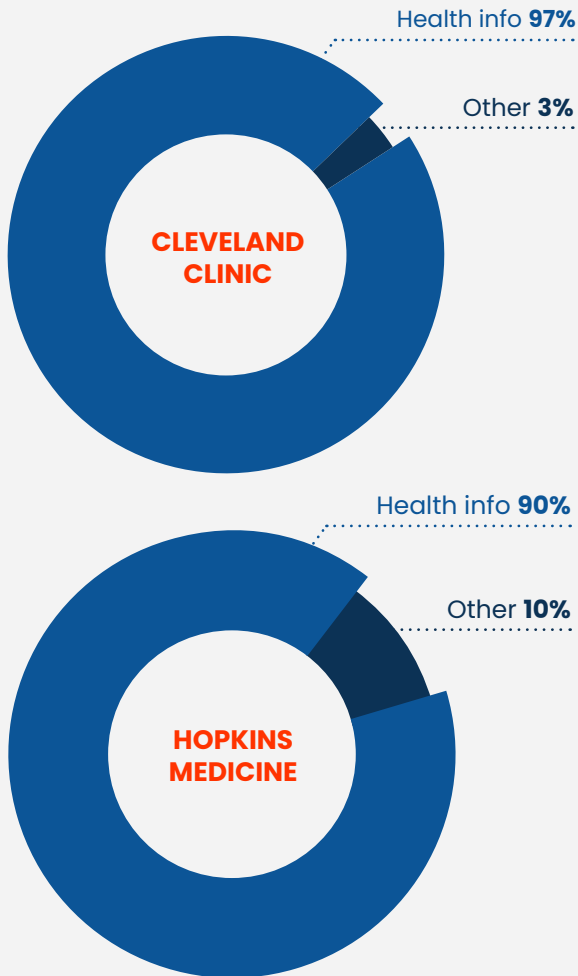 Health info 97%
Other 3%
CLEVELAND
CLINIC
Health info 90%
Other 10%
HOPKINS
MEDICINE